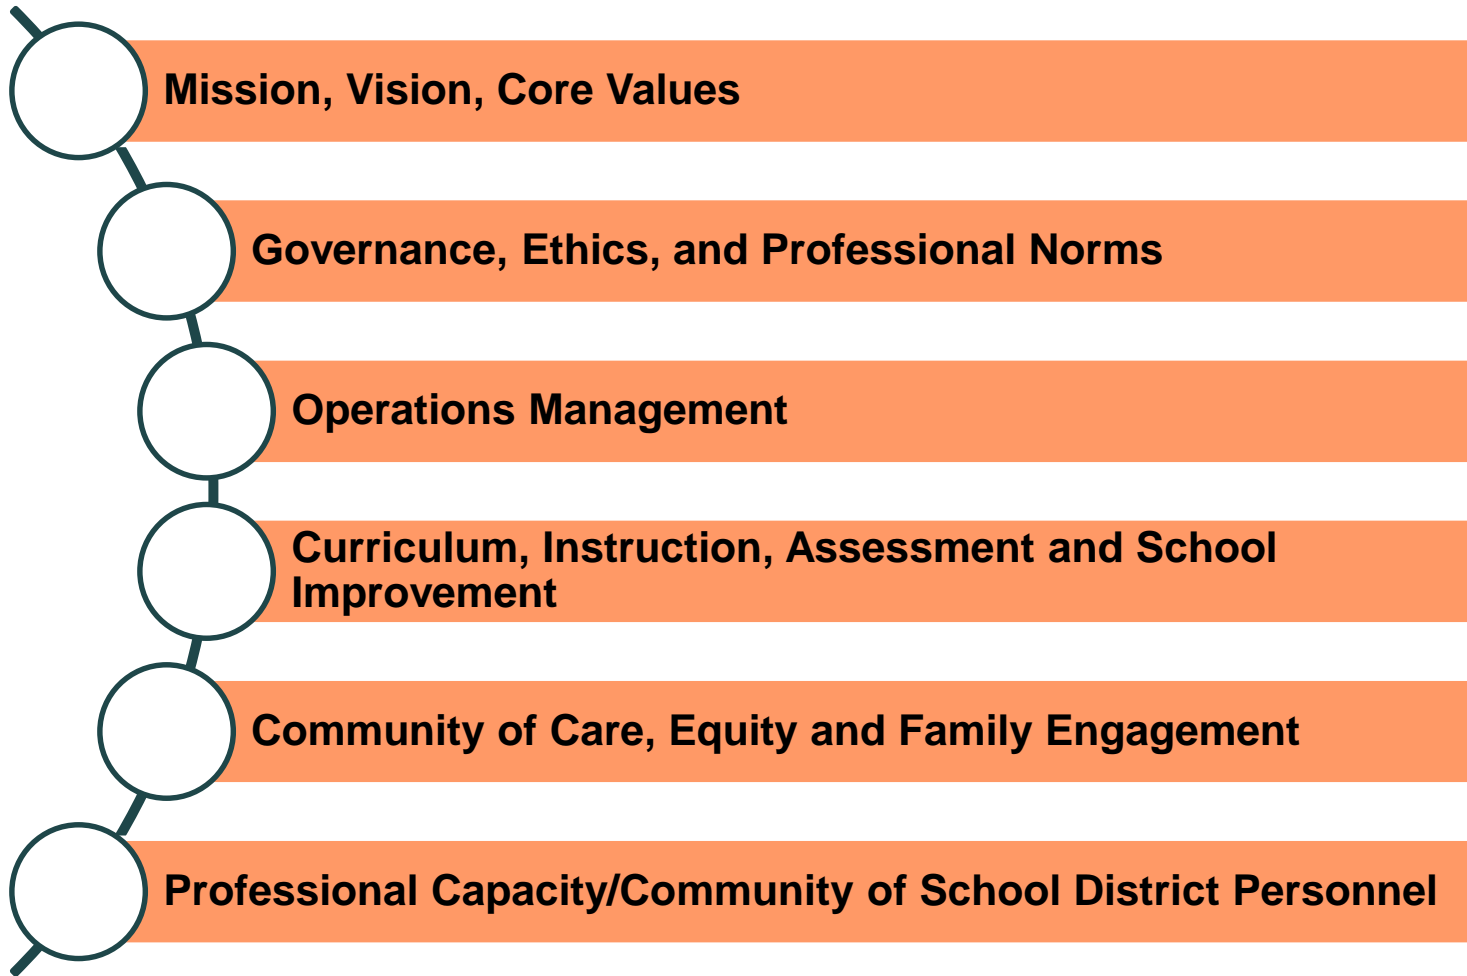 Mission, Vision, Core Values
Governance, Ethics, and Professional Norms
Operations Management
Curriculum, Instruction, Assessment and School
Improvement
Community of Care, Equity and Family Engagement
Professional Capacity/Community of School District Personnel